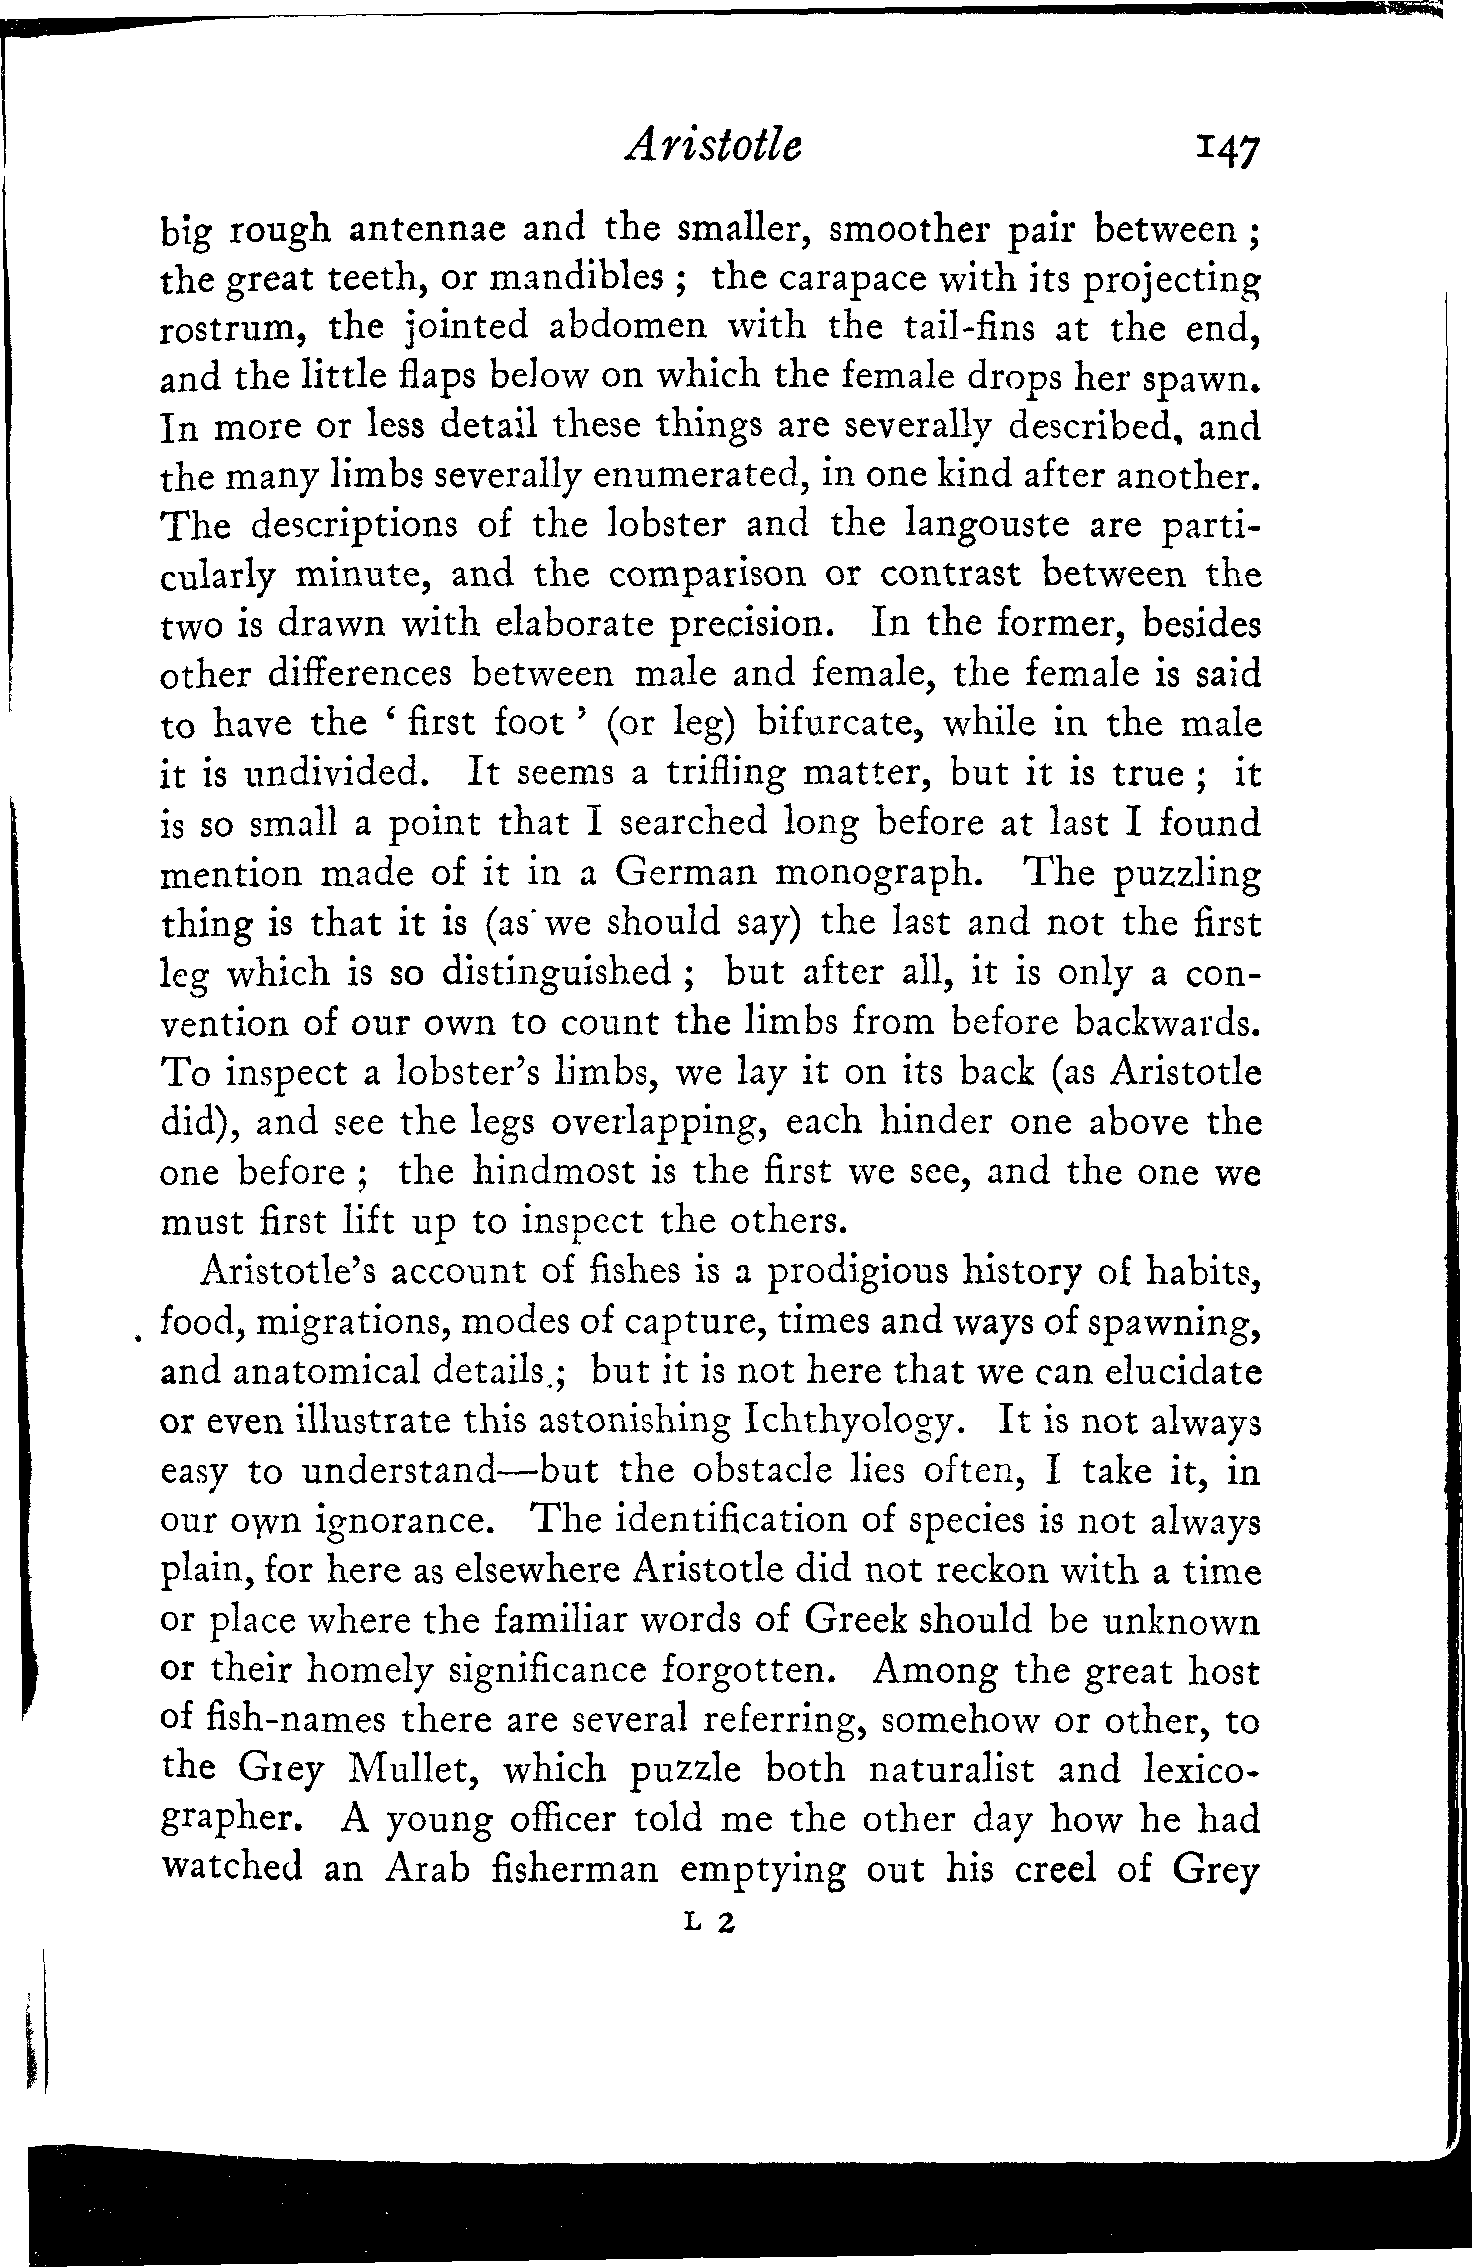 Aristotle 147
big rough antennae and the smaller, smoother pair between ;
the great teeth, or mandibles ; the carapace with its projecting
rostrum, the jointed abdomen with the tail-fins at the end,
and the little flaps below on which the female drops her spawn.
In more or less detail these things are severally described, and
the many limbs severally enumerated, in one kind after another.
The descriptions of the lobster and the langouste are parti-
cularly minute, and the comparison or contrast between the
two is drawn with elaborate precision. In the former, besides
other differences between male and female, the female is said
to have the ‘ first foot ’ (or leg) bifurcate, while in the male
it is undivided. It seems a trifling matter, but it is true ; it
is so small a point that I searched long before at last I found
mention made of it in a German monograph. The puzzling
thing is that it is (as we should say) the last and not the first
leg which is so distinguished ; but after all, it is only a con-
vention of our own to count the limbs from before backwards.
To inspect a lobster’s limbs, we lay it on its back (as Aristotle
did), and see the legs overlapping, each hinder one above the
one before ; the hindmost is the first we see, and the one we
must first lift up to inspect the others.
Aristotle’s account of fishes is a prodigious history of habits,
food, migrations, modes of capture, times and ways of spawning,
and anatomical details ; but it is not here that we can elucidate
or even illustrate this astonishing Ichthyology. It is not always
easy to understand—but the obstacle lies often, I take it, in
our own ignorance. The identification of species is not always
plain, for here as elsewhere Aristotle did not reckon with a time
or place where the familiar words of Greek should be unknown
or their homely significance forgotten. Among the great host
of fish-names there are several referring, somehow or other, to
the Grey Mullet, which puzzle both naturalist and lexico-
grapher. A young officer told me the other day how he had
watched an Arab fisherman emptying out his creel of Grey
L 2